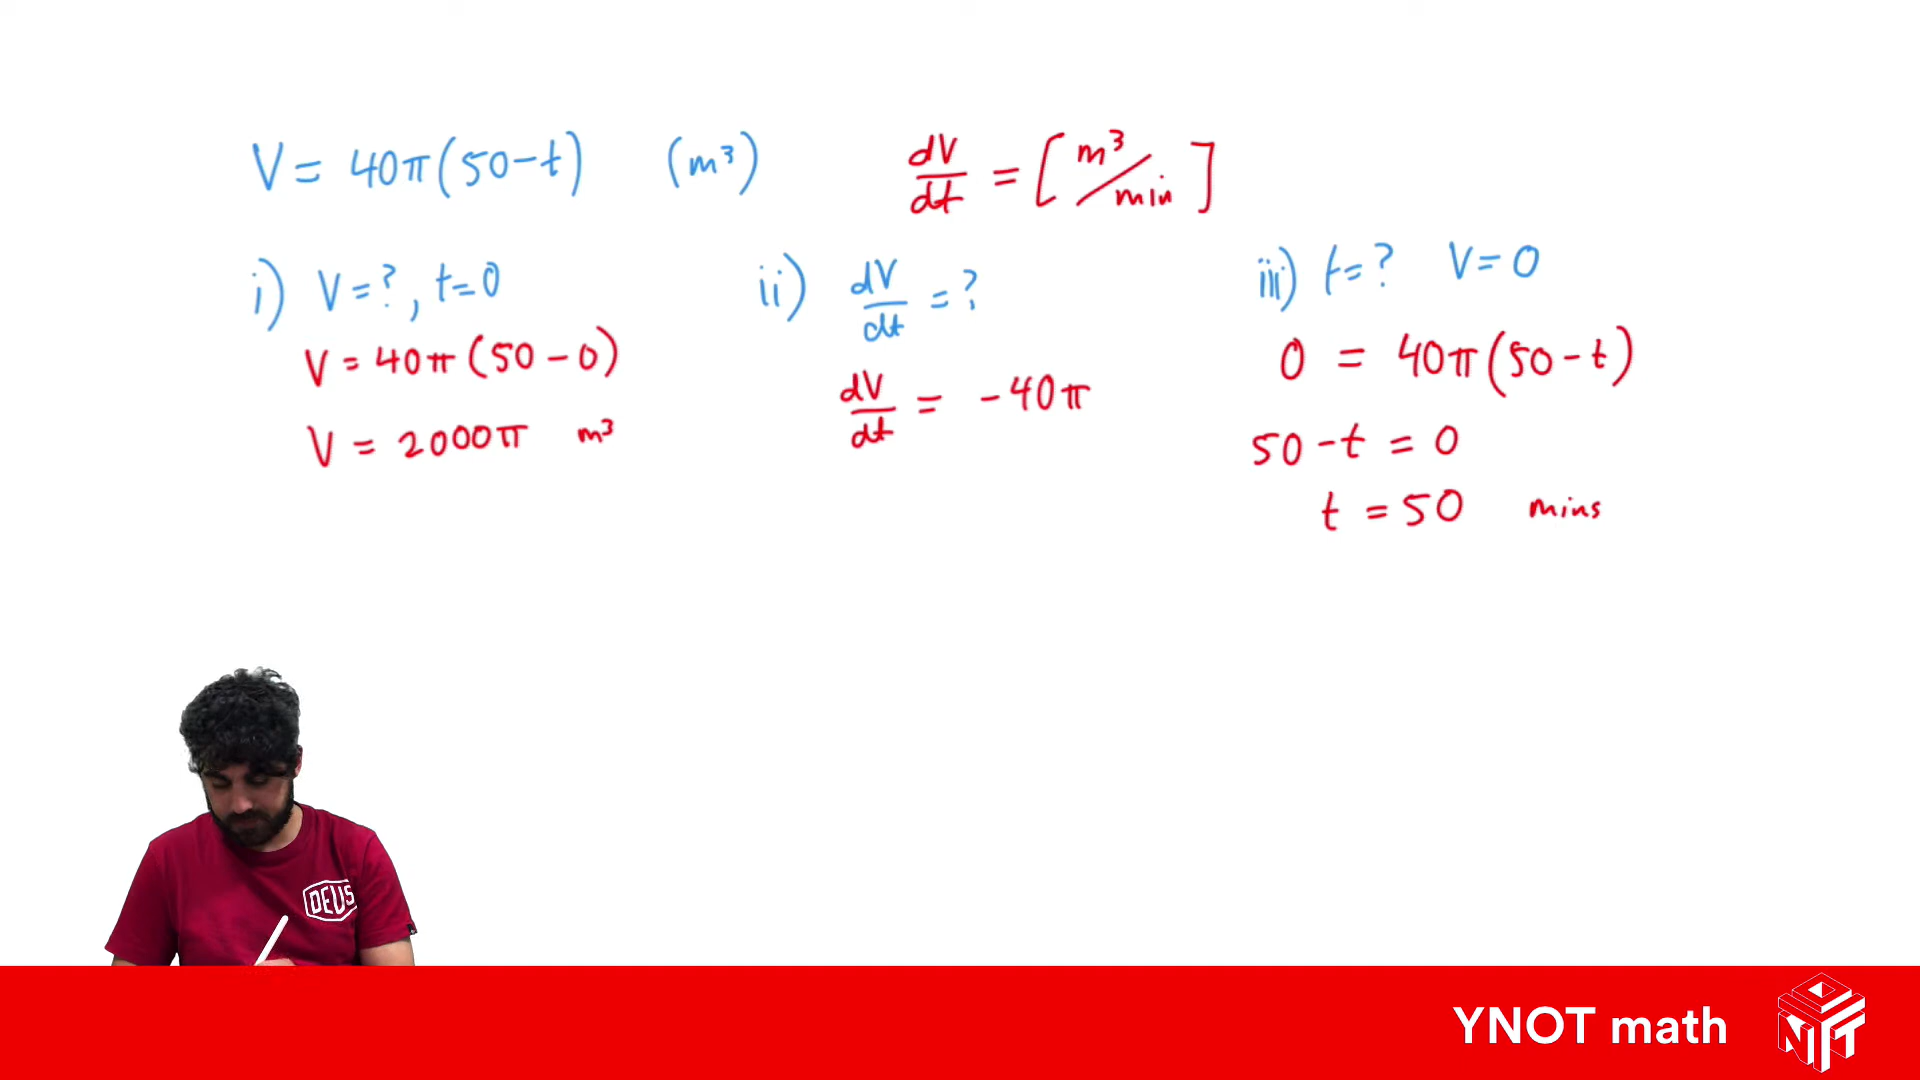 V = 40π(50-t) (m³)
dV/dt = [m³/min]
i) V=?, t=0
V = 40π(50-0)
V = 2000π m³
ii) dV/dt = ?
dV/dt = -40π
iii) t=? V=0
0 = 40π(50-t)
50-t = 0
t = 50 mins
DEUS
YNOT math
YNOT